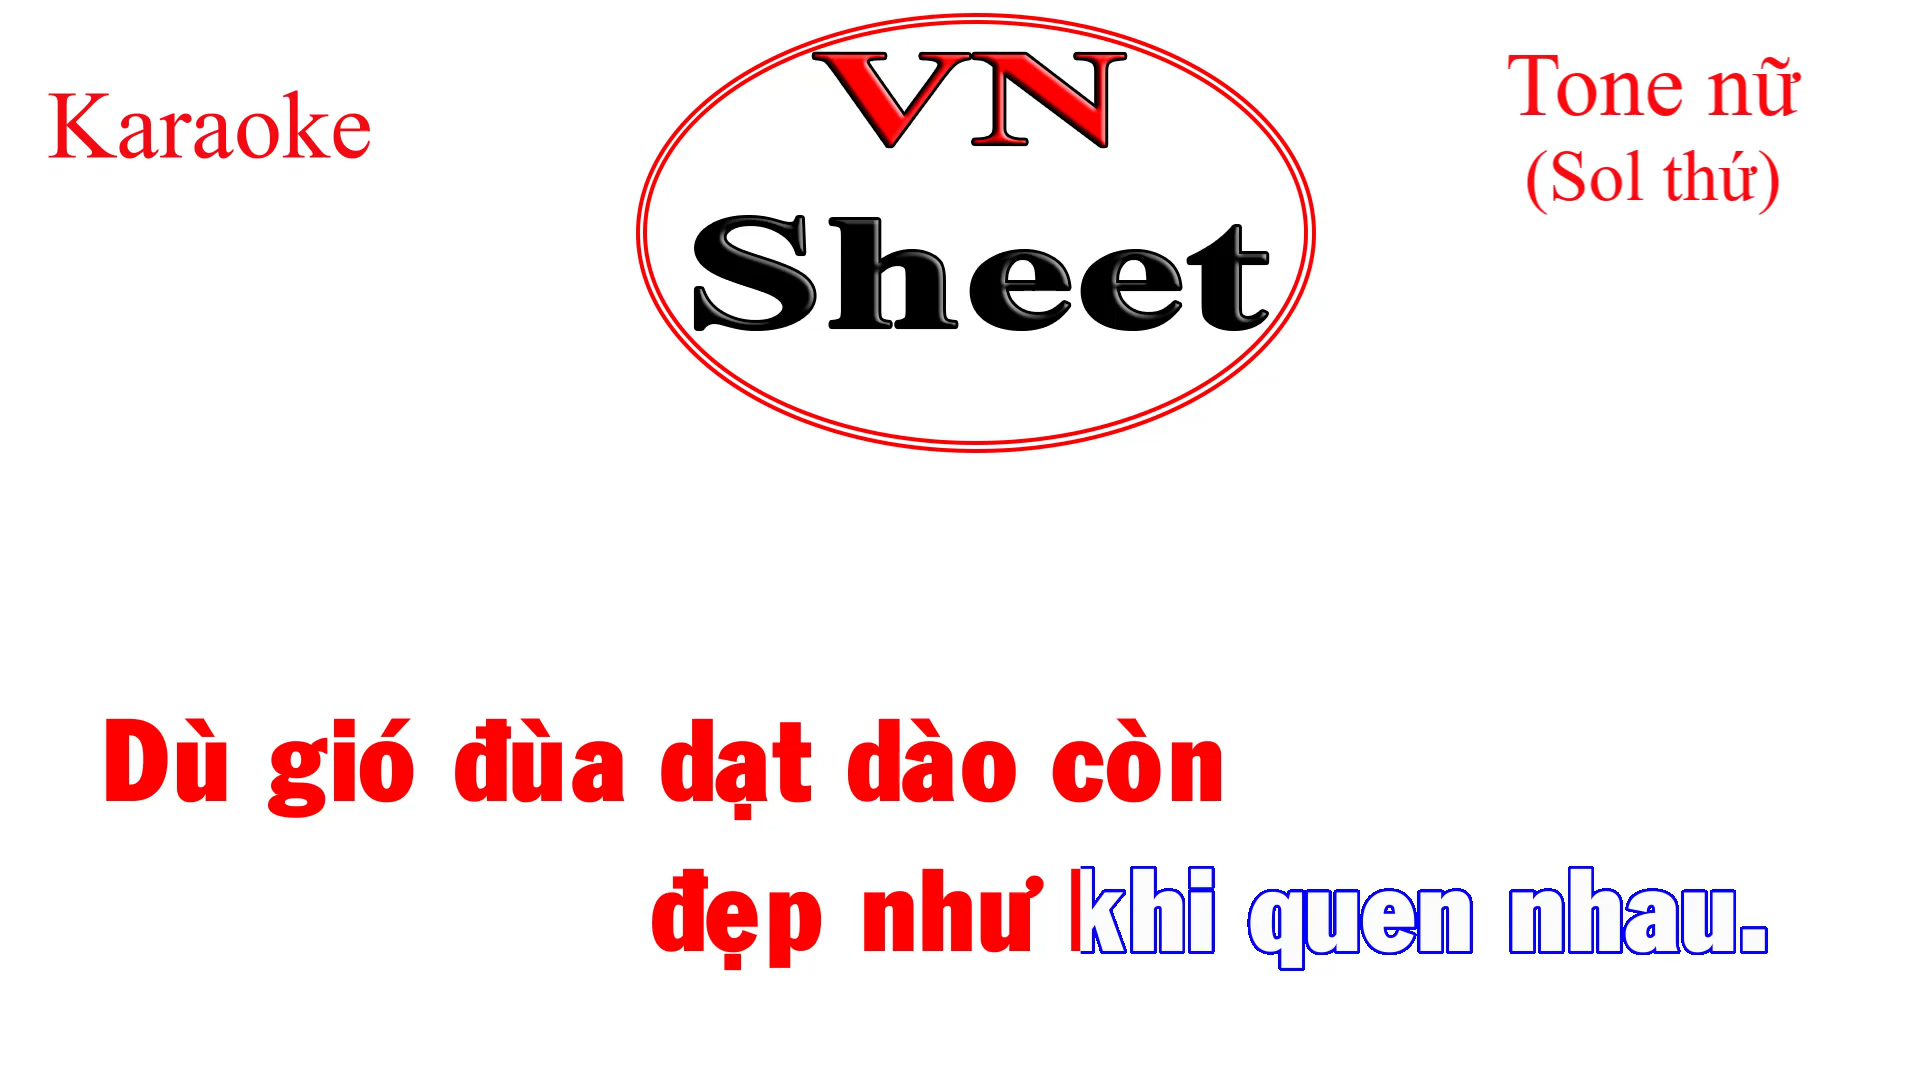 Karaoke
VN
Sheet
Tone nữ
(Sol thứ)
Dù gió đùa dạt dào còn
đẹp như khi quen nhau.